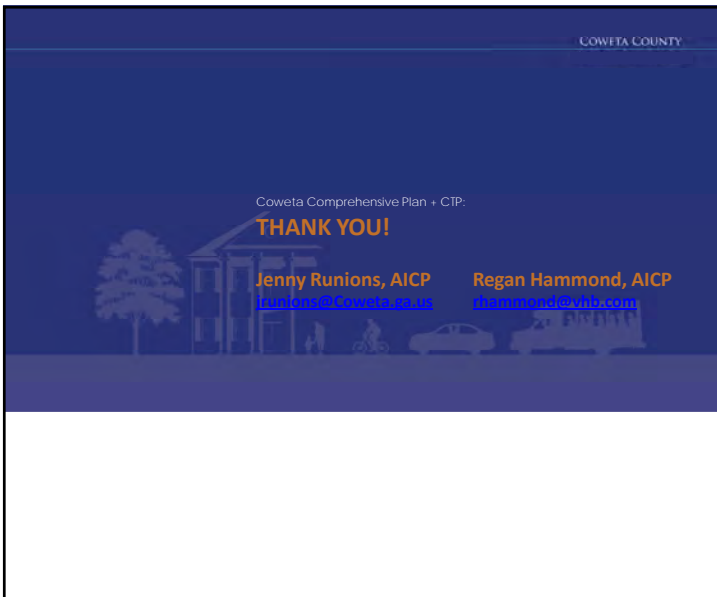 COWETA COUNTY
Coweta Comprehensive Plan + CTP:
THANK YOU!
Jenny Runions, AICP Regan Hammond, AICP
jrunions@Coweta.ga.us rhammond@vhb.com